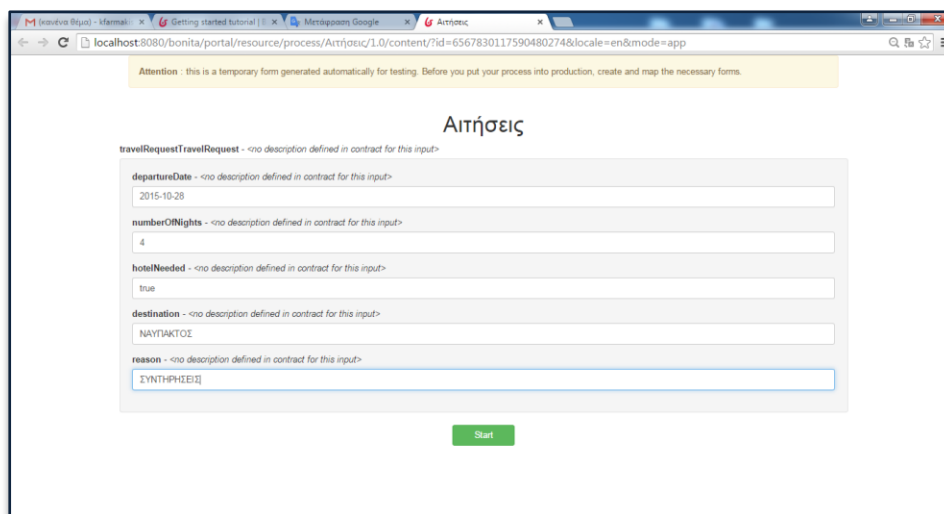 (κανένα θέμα) - kfarmaki
Getting started tutorial | B
Μετάφραση Google
Αιτήσεις
localhost:8080/bonita/portal/resource/process/Αιτήσεις/1.0/content/?id=6567830117590480274&locale=en&mode=app
Attention : this is a temporary form generated automatically for testing. Before you put your process into production, create and map the necessary forms.
Αιτήσεις
travelRequestTravelRequest - <no description defined in contract for this input>
departureDate - <no description defined in contract for this input>
2015-10-28
numberOfNights - <no description defined in contract for this input>
4
hotelNeeded - <no description defined in contract for this input>
true
destination - <no description defined in contract for this input>
ΝΑΥΠΑΚΤΟΣ
reason - <no description defined in contract for this input>
ΣΥΝΤΗΡΗΣΕΙΣ
Start